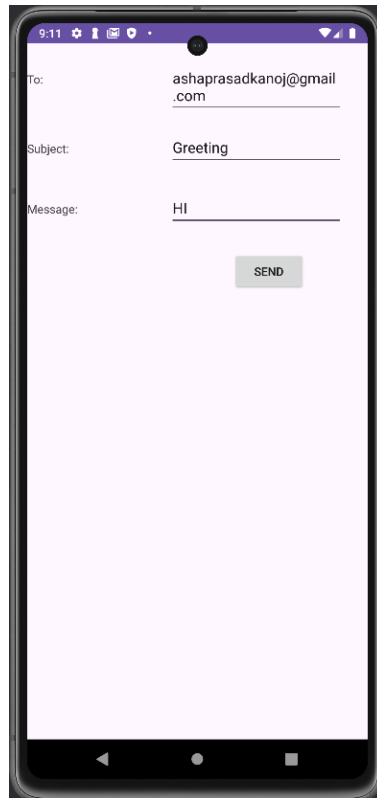 9:11
To:
ashaprasadkanoj@gmail
.com
Subject:
Greeting
Message:
HI
SEND